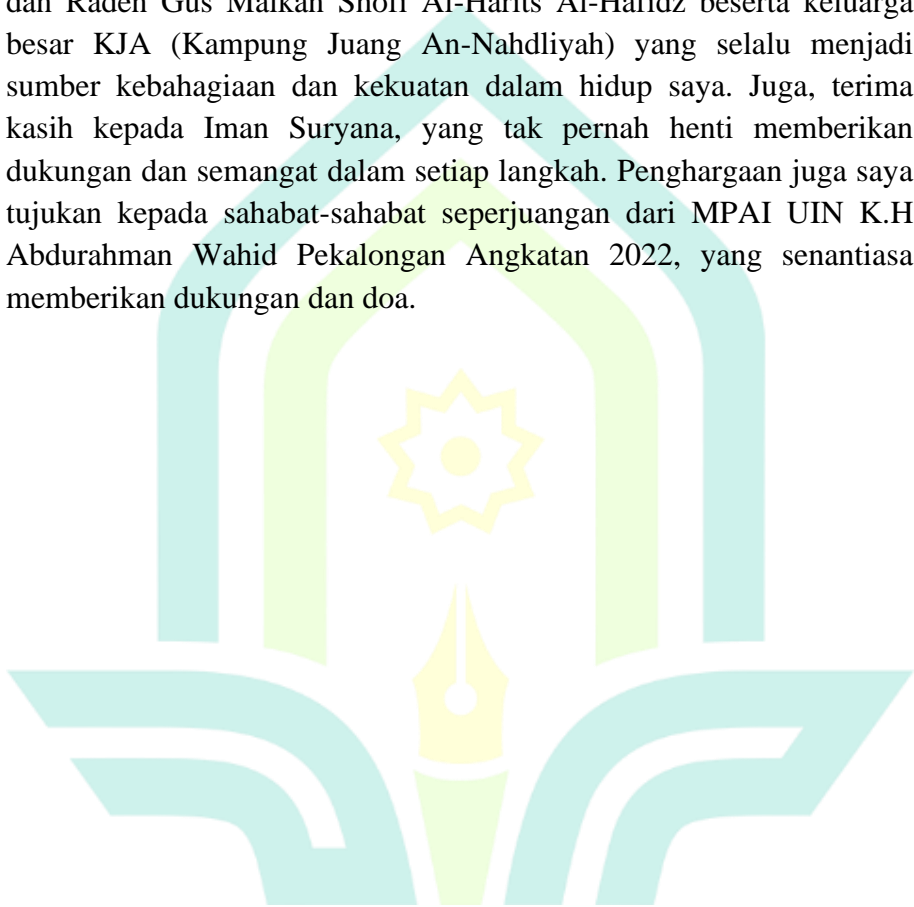 dan Raden Gus Maikan Shofi Al-Harits Al-Hafidz beserta keluarga
besar KJA (Kampung Juang An-Nahdliyah) yang selalu menjadi
sumber kebahagiaan dan kekuatan dalam hidup saya. Juga, terima
kasih kepada Iman Suryana, yang tak pernah henti memberikan
dukungan dan semangat dalam setiap langkah. Penghargaan juga saya
tujukan kepada sahabat-sahabat seperjuangan dari MPAI UIN K.H
Abdurahman Wahid Pekalongan Angkatan 2022, yang senantiasa
memberikan dukungan dan doa.